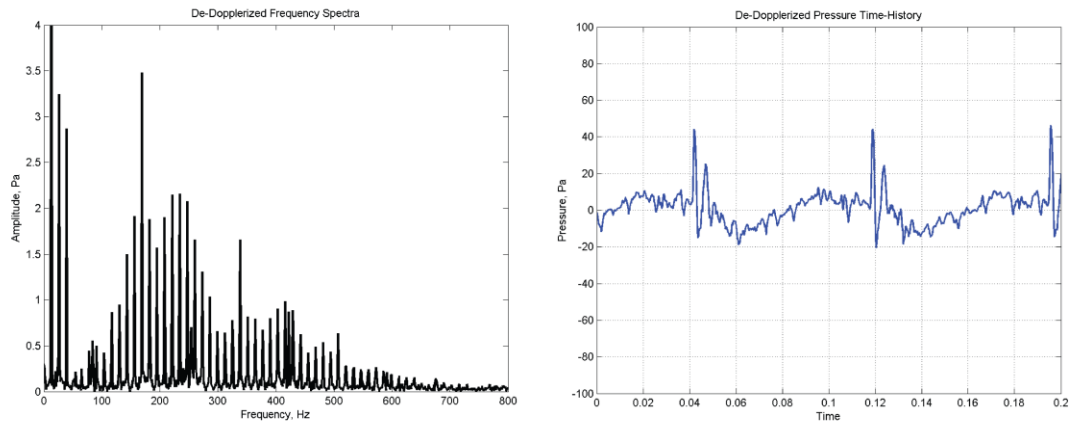 De-Dopplerized Frequency Spectra
4
3.5
3
2.5
2
1.5
1
0.5
0
Amplitude, Pa
0 100 200 300 400 500 600 700 800
Frequency, Hz
De-Dopplerized Pressure Time-History
100
80
60
40
20
0
-20
-40
-60
-80
-100
Pressure, Pa
0 0.02 0.04 0.06 0.08 0.1 0.12 0.14 0.16 0.18 0.2
Time